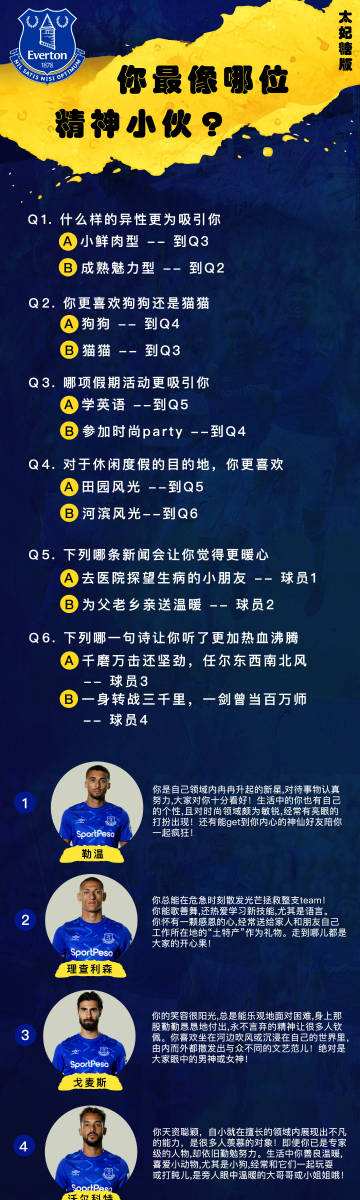 太妃糖版
Everton
1878
NIL SATIS NISI OPTIMUM
你最像哪位
精神小伙？
Q1. 什么样的异性更为吸引你
A 小鲜肉型 -- 到Q3
B 成熟魅力型 -- 到Q2
Q2. 你更喜欢狗狗还是猫猫
A 狗狗 -- 到Q4
B 猫猫 -- 到Q3
Q3. 哪项假期活动更吸引你
A 学英语 --到Q5
B 参加时尚party --到Q4
Q4. 对于休闲度假的目的地，你更喜欢
A 田园风光 --到Q5
B 河滨风光--到Q6
Q5. 下列哪条新闻会让你觉得更暖心
A 去医院探望生病的小朋友 -- 球员1
B 为父老乡亲送温暖 -- 球员2
Q6. 下列哪一句诗让你听了更加热血沸腾
A 千磨万击还坚劲，任尔东西南北风
-- 球员3
B 一身转战三千里，一剑曾当百万师
-- 球员4
1
SportPesa
勒温
你是自己领域内冉冉升起的新星,对待事物认真
努力,大家对你十分看好！生活中的你也有自己
的个性,且对时尚领域颇为敏锐,经常有亮眼的
打扮出现！还有能get到你内心的神仙好友陪你
一起疯狂！
2
SportPesa
理查利森
你总能在危急时刻散发光芒拯救整支team！
你能歌善舞,还热爱学习新技能,尤其是语言。
你怀有一颗感恩的心,经常送给家人和朋友自己
工作所在地的“土特产”作为礼物。走到哪儿都是
大家的开心果！
3
SportPesa
戈麦斯
你的笑容很阳光,总是能乐观地面对困难,身上那
股勤勤恳恳地付出,永不言弃的精神让很多人钦
佩。你喜欢坐在河边吹风或沉浸在自己的世界里,
由内而外都散发出与众不同的文艺范儿！绝对是
大家眼中的男神或女神！
4
SportPesa
沃尔科特
你天资聪颖，自小就在擅长的领域内展现出不凡
的能力，是很多人羡慕的对象！即便你已是专家
级的人物,却依旧勤勉努力。生活中你善良温暖,
喜爱小动物,尤其是小狗,经常和它们一起玩耍
或打盹儿,是旁人眼中温暖的大哥哥或小姐姐哦！